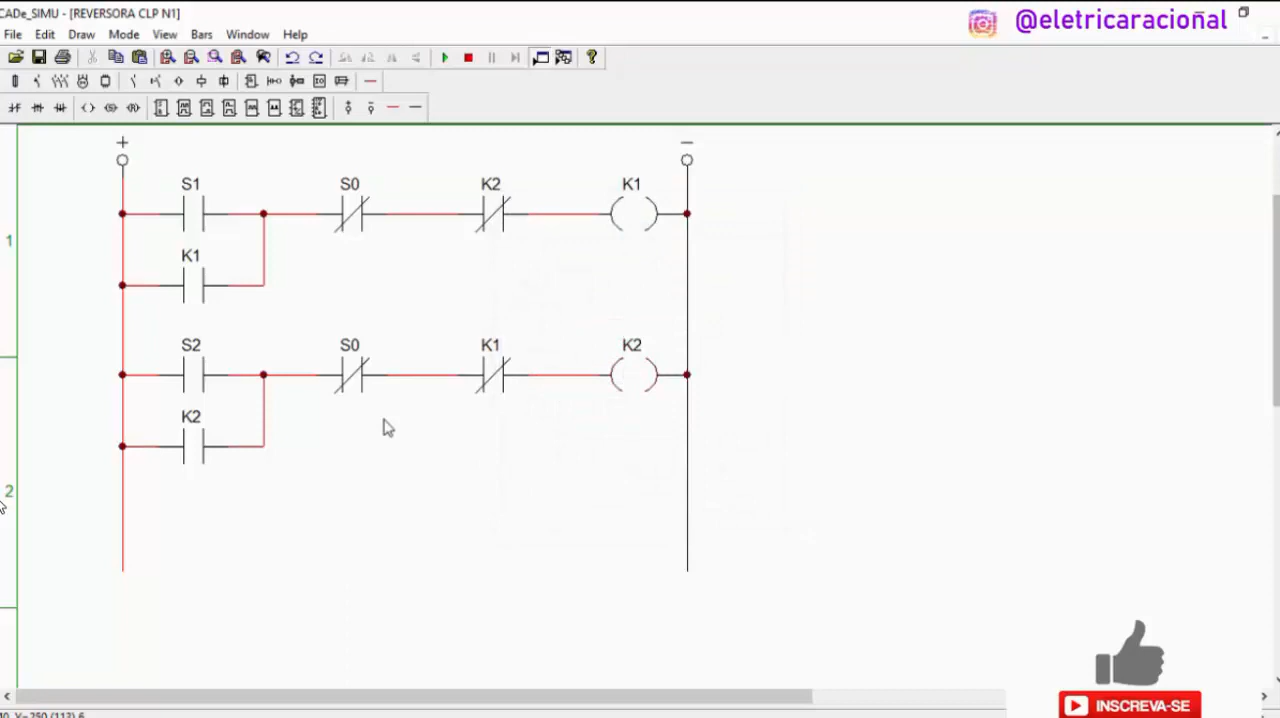 CADe_SIMU - [REVERSORA CLP N1]
@eletricaracional
File Edit Draw Mode View Bars Window Help
+ −
S1 S0 K2 K1
1
K1
S2 S0 K1 K2
K2
2
INSCREVA-SE